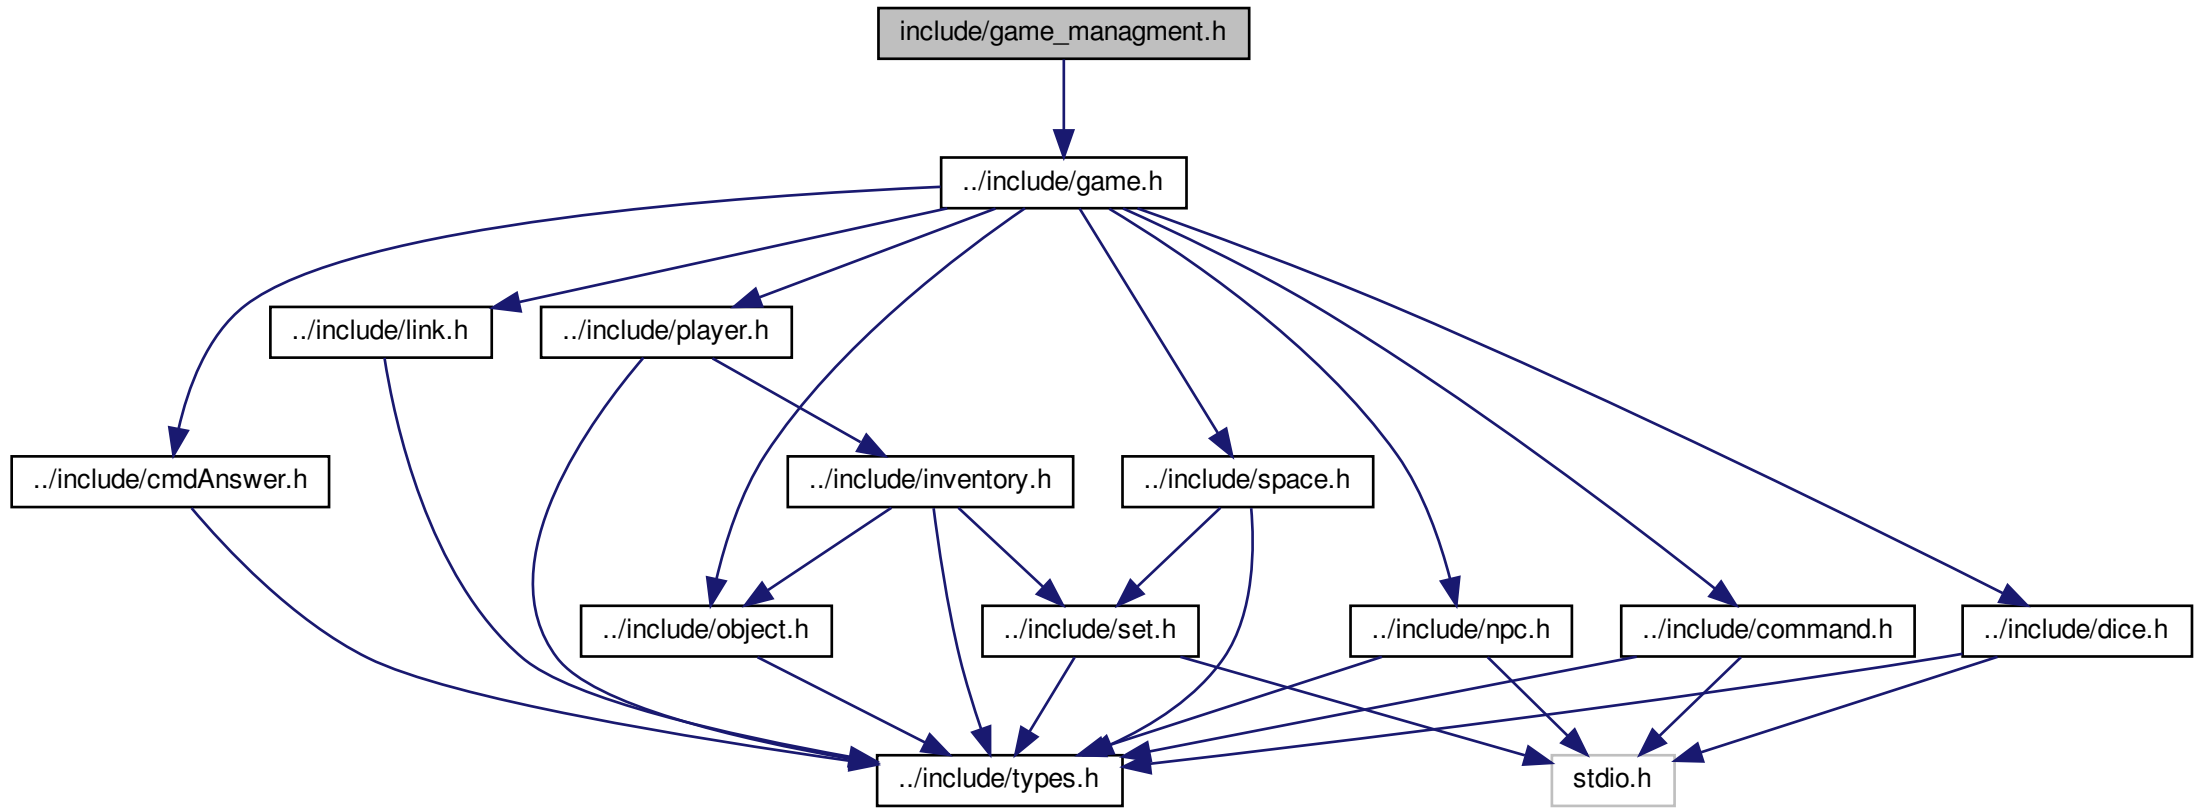 include/game_managment.h
../include/game.h
../include/link.h
../include/player.h
../include/cmdAnswer.h
../include/inventory.h
../include/space.h
../include/object.h
../include/set.h
../include/npc.h
../include/command.h
../include/dice.h
../include/types.h
stdio.h